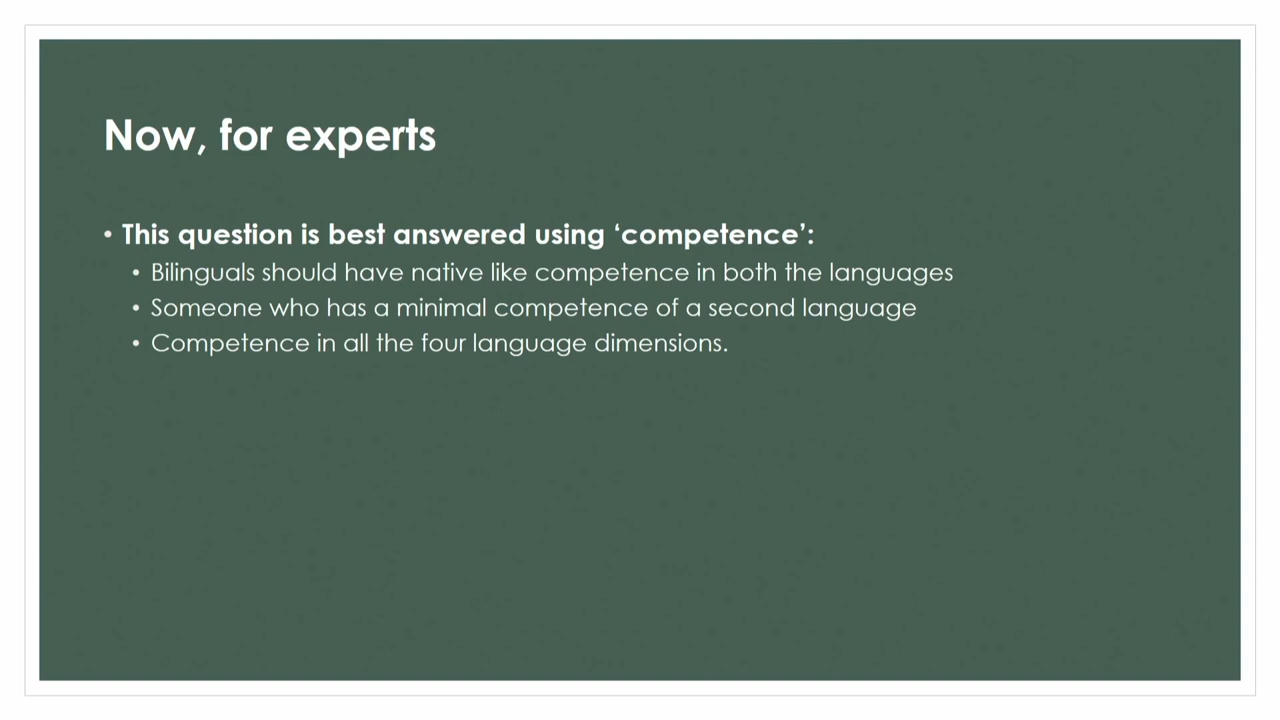 Now, for experts
• This question is best answered using ‘competence’:
• Bilinguals should have native like competence in both the languages
• Someone who has a minimal competence of a second language
• Competence in all the four language dimensions.